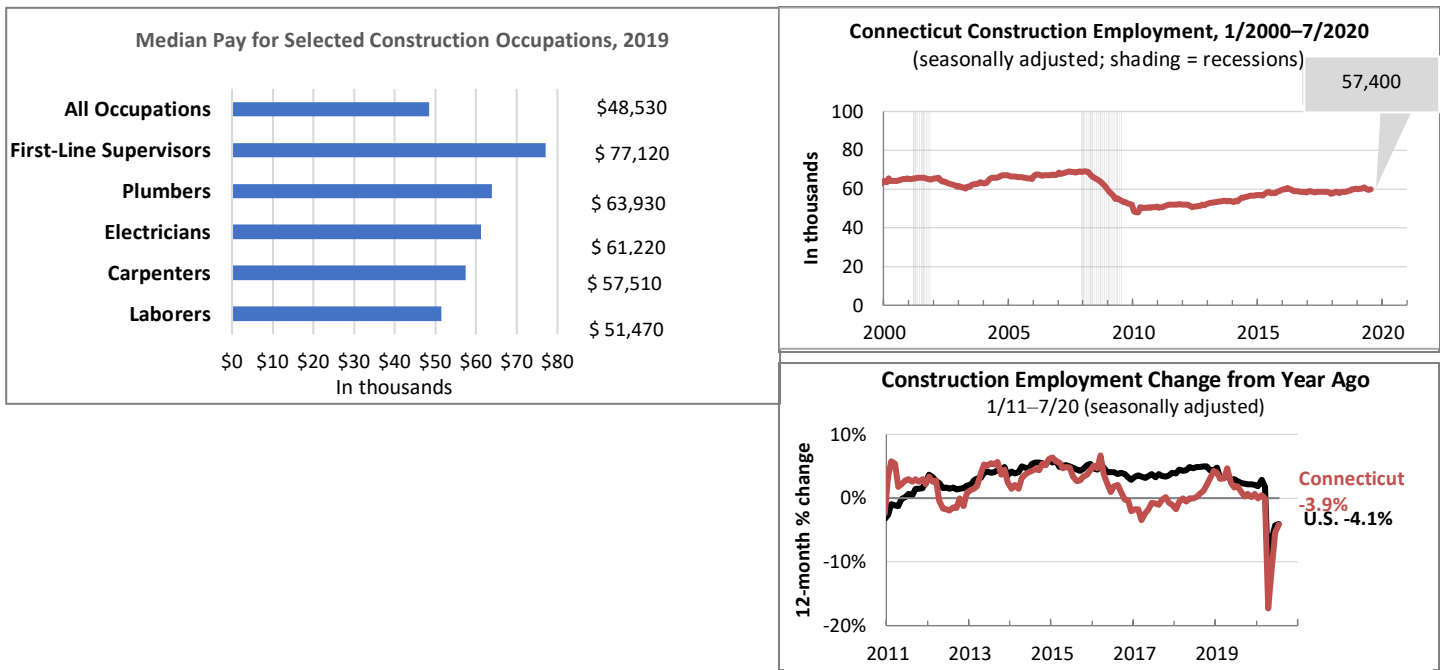 Median Pay for Selected Construction Occupations, 2019
All Occupations
$48,530
First-Line Supervisors
$ 77,120
Plumbers
$ 63,930
Electricians
$ 61,220
Carpenters
$ 57,510
Laborers
$ 51,470
$0 $10 $20 $30 $40 $50 $60 $70 $80
In thousands
Connecticut Construction Employment, 1/2000–7/2020
(seasonally adjusted; shading = recessions)
57,400
In thousands
100
80
60
40
20
0
2000 2005 2010 2015 2020
Construction Employment Change from Year Ago
1/11–7/20 (seasonally adjusted)
12-month % change
10%
0%
-10%
-20%
Connecticut
-3.9%
U.S. -4.1%
2011 2013 2015 2017 2019